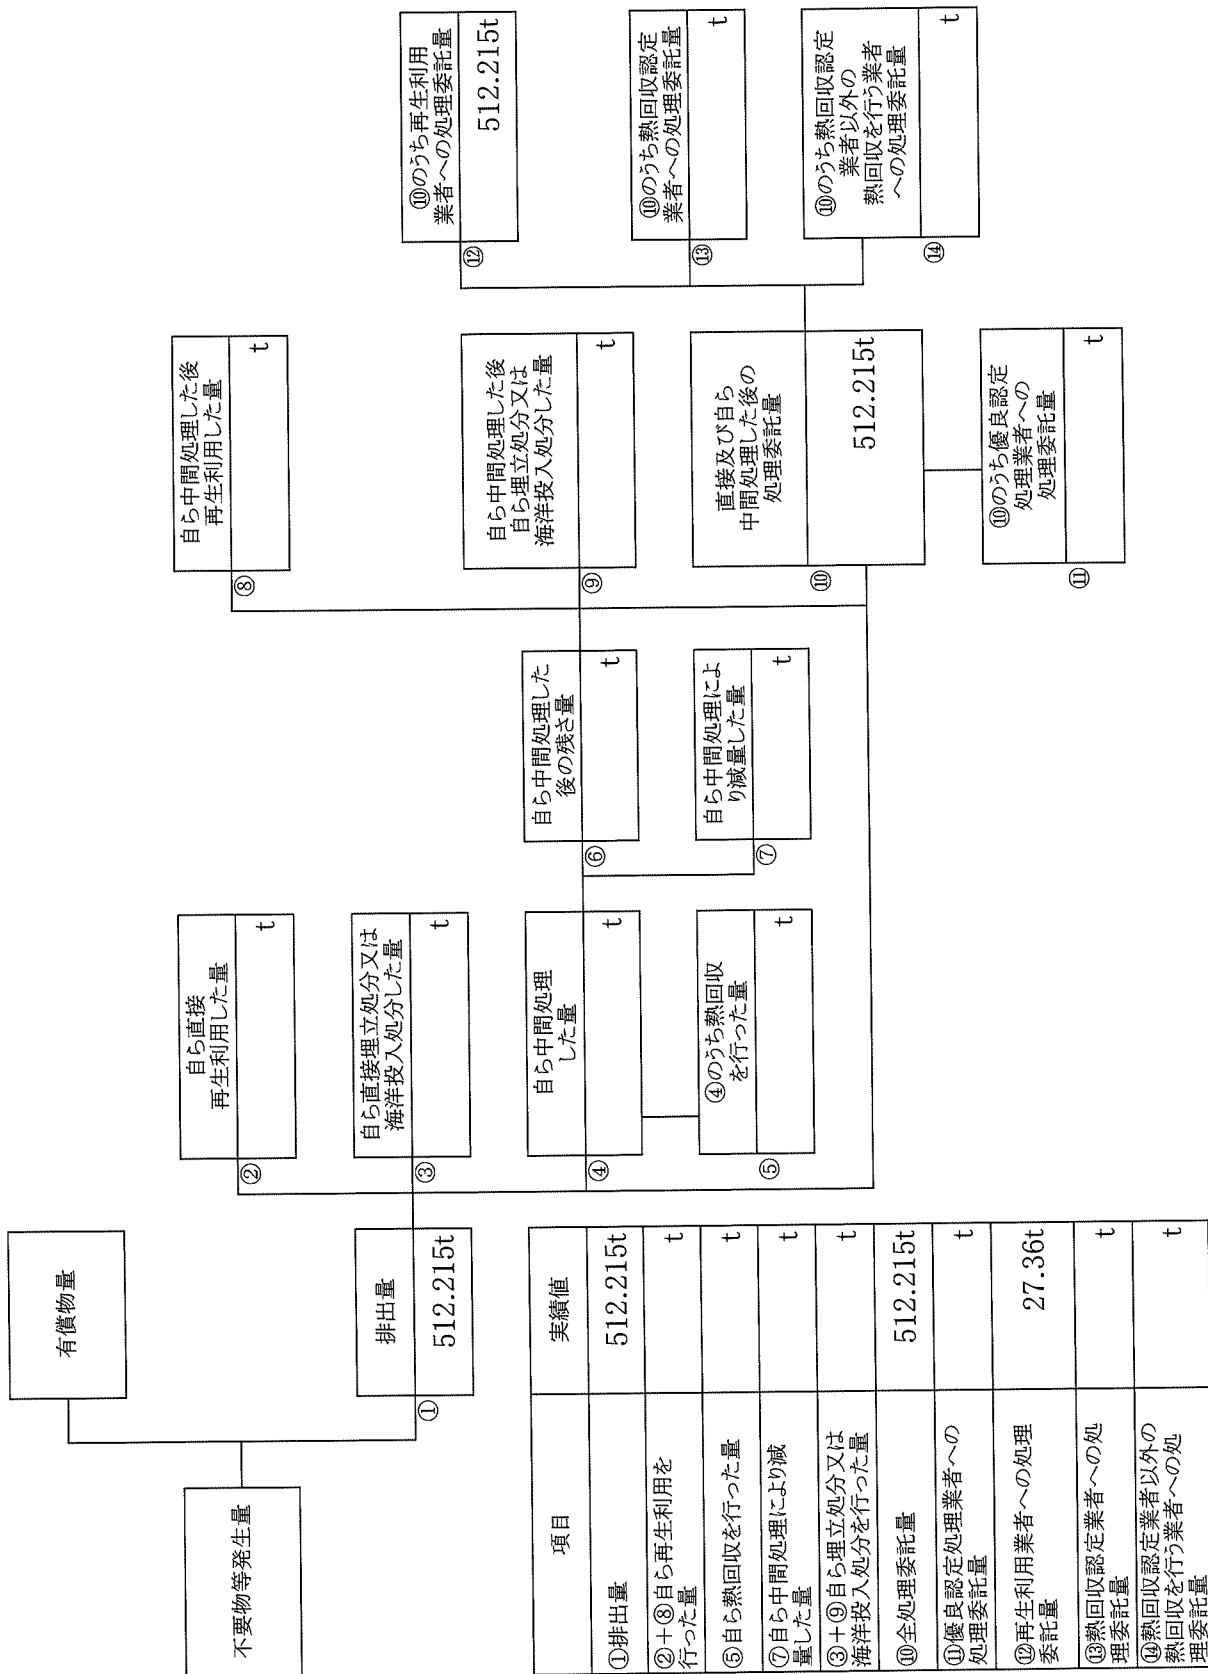 不要物等発生量
有償物量
①
排出量
512.215t
②
自ら直接
再生利用した量
t
③
自ら直接埋立処分又は
海洋投入処分した量
t
④
自ら中間処理
した量
t
⑤
④のうち熱回収
を行った量
t
⑥
自ら中間処理した
後の残さ量
t
⑦
自ら中間処理によ
り減量した量
t
⑧
自ら中間処理した後
再生利用した量
t
⑨
自ら中間処理した後
自ら埋立処分又は
海洋投入処分した量
t
⑩
直接及び自ら
中間処理した後の
処理委託量
512.215t
⑪
⑩のうち優良認定
処理業者への
処理委託量
t
⑫
⑩のうち再生利用
業者への処理委託量
512.215t
⑬
⑩のうち熱回収認定
業者への処理委託量
t
⑭
⑩のうち熱回収認定
業者以外の
熱回収を行う業者
への処理委託量
t
項目 実績値
①排出量 512.215t
②+⑧自ら再生利用を
行った量 t
⑤自ら熱回収を行った量 t
⑦自ら中間処理により減
量した量 t
③+⑨自ら埋立処分又は
海洋投入処分を行った量 t
⑩全処理委託量 512.215t
⑪優良認定処理業者への
処理委託量 t
⑫再生利用業者への処理
委託量 27.36t
⑬熱回収認定業者への処
理委託量 t
⑭熱回収認定業者以外の
熱回収を行う業者への処
理委託量 t